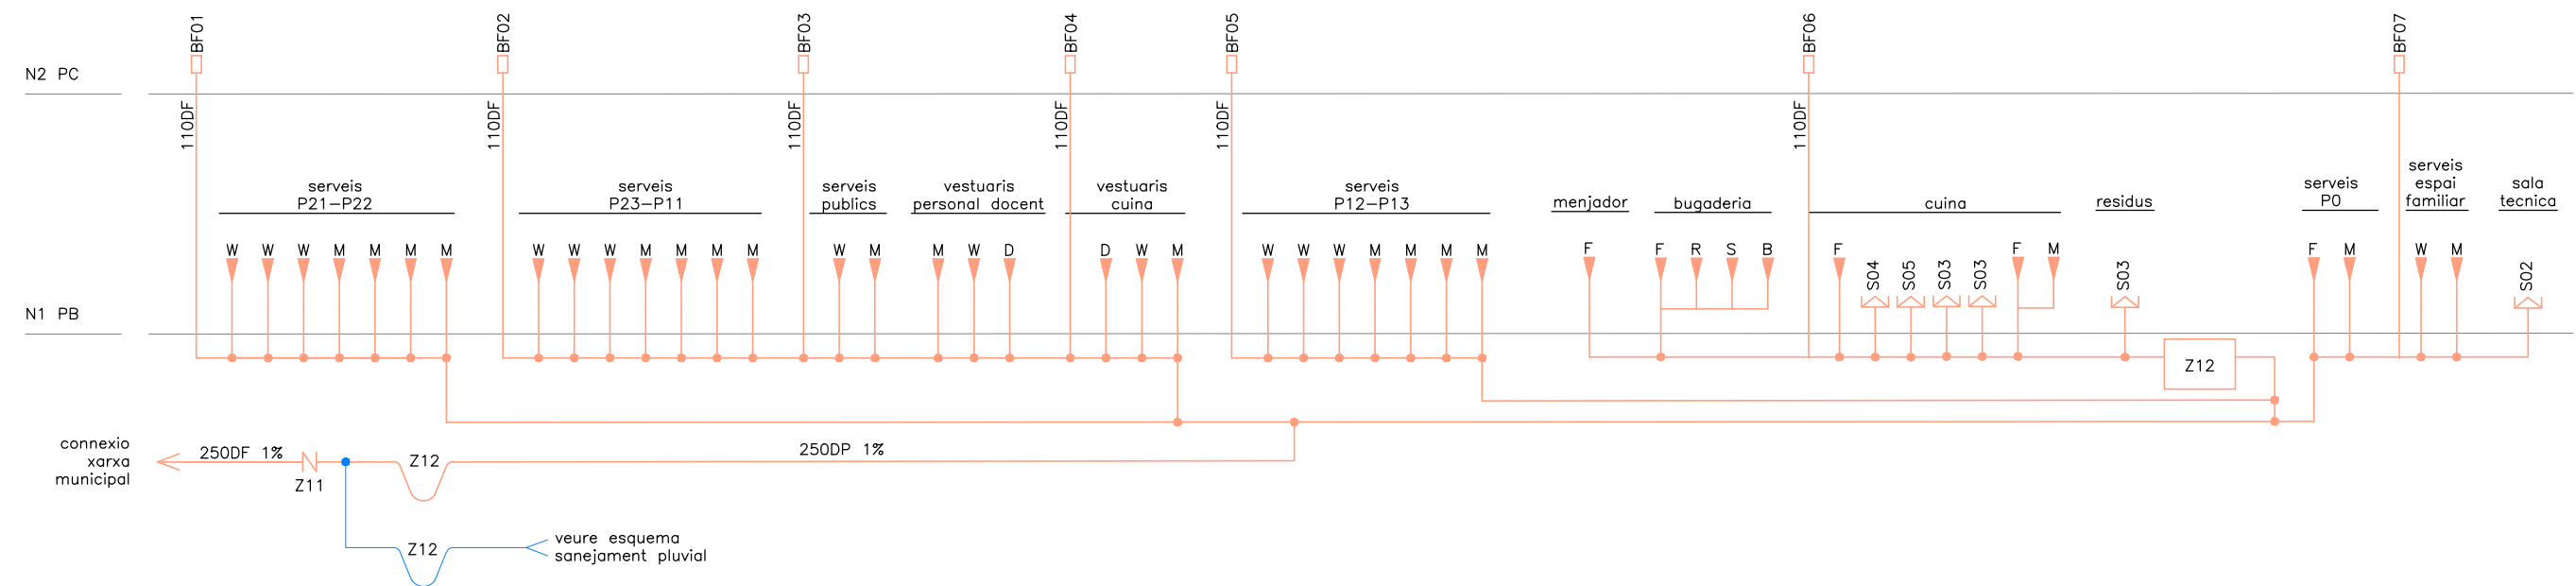 BF01
BF02
BF03
BF04
BF05
BF06
BF07
N2 PC
110DF
110DF
110DF
110DF
110DF
110DF
serveis
P21-P22
serveis
P23-P11
serveis
publics
vestuaris
personal docent
vestuaris
cuina
serveis
P12-P13
menjador
bugaderia
cuina
residus
serveis
P0
serveis
espai
familiar
sala
tecnica
W W W M M M M
W W W M M M M
W M
M W D
D W M
W W W M M M M
F
F R S B
F S04 S05 S03 S03 F M
S03
F M
W M
S02
N1 PB
Z12
connexio
xarxa
municipal
250DF 1%
Z11
Z12
250DP 1%
Z12
veure esquema
sanejament pluvial